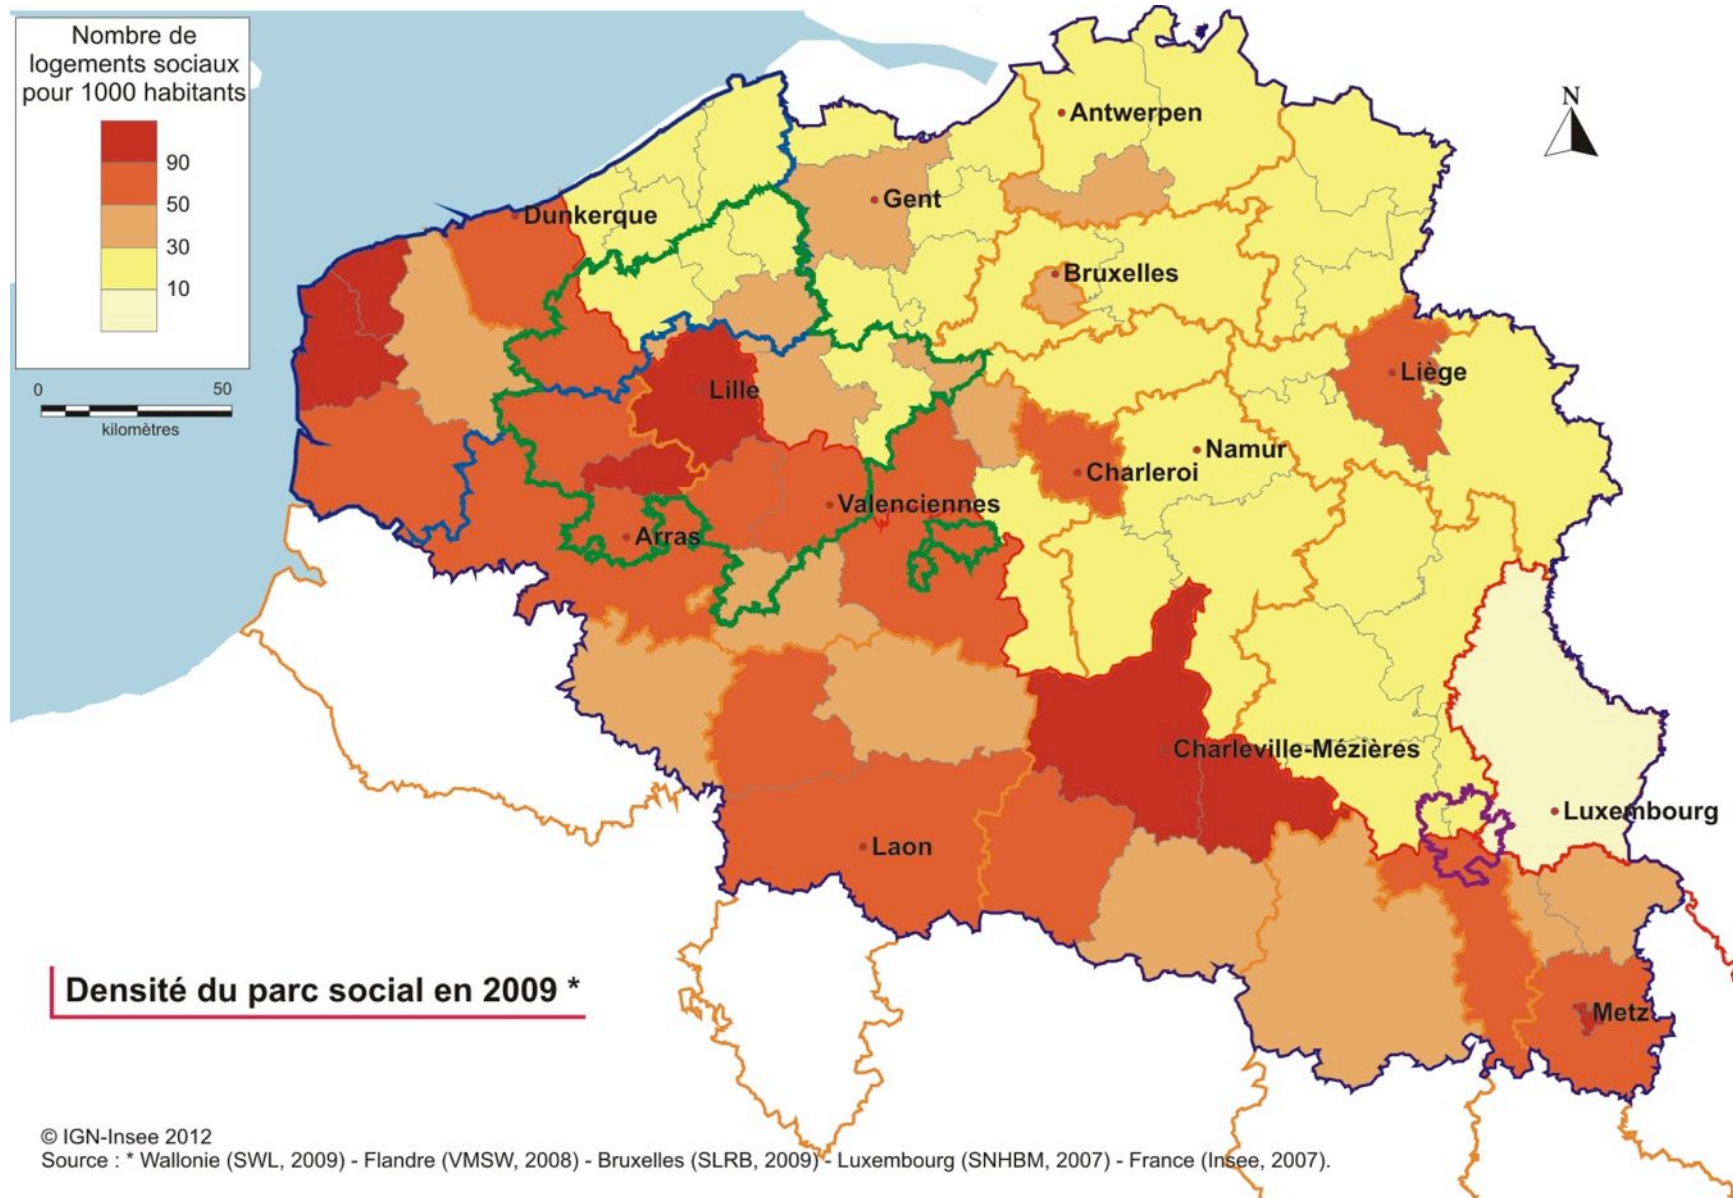 Nombre de
logements sociaux
pour 1000 habitants
90
50
30
10
0 50
kilomètres
N
Antwerpen
Dunkerque
Gent
Bruxelles
Liège
Lille
Namur
Charleroi
Valenciennes
Arras
Charleville-Mézières
Luxembourg
Laon
Metz
Densité du parc social en 2009 *
© IGN-Insee 2012
Source : * Wallonie (SWL, 2009) - Flandre (VMSW, 2008) - Bruxelles (SLRB, 2009) - Luxembourg (SNHBM, 2007) - France (Insee, 2007).